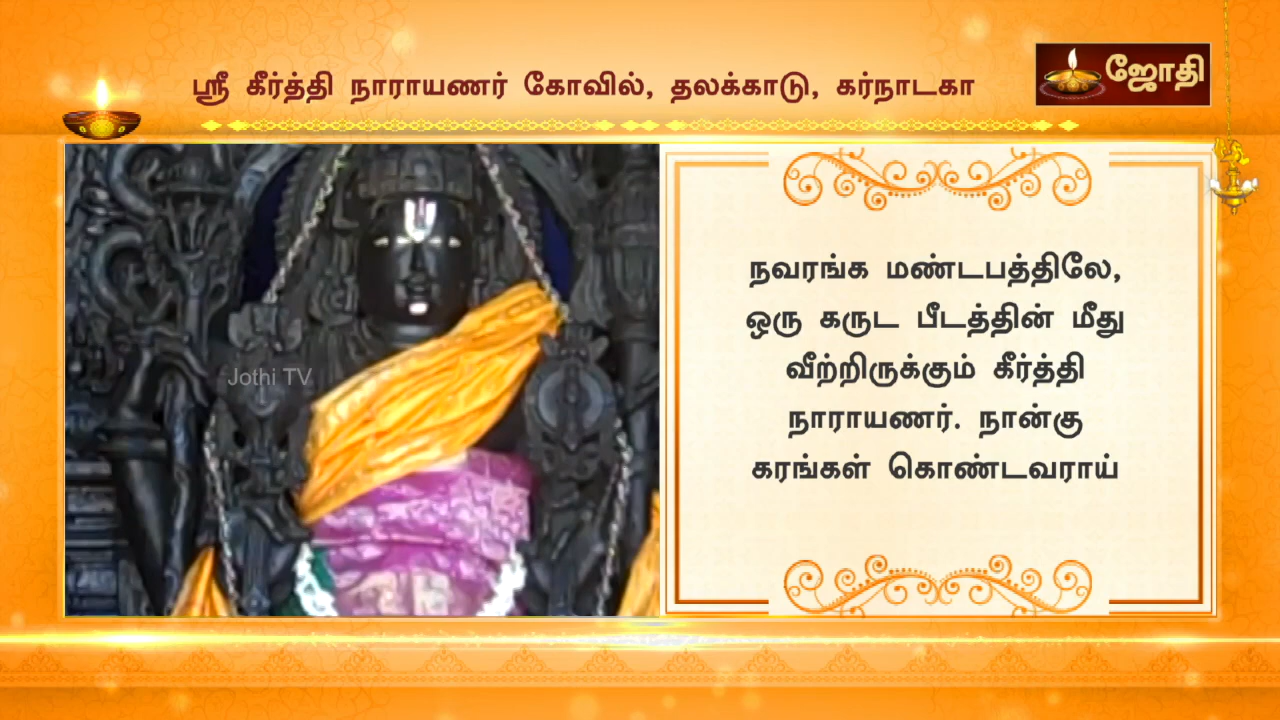 ஸ்ரீ கீர்த்தி நாராயணர் கோவில், தலக்காடு, கர்நாடகா
ஜோதி
Jothi TV
நவரங்க மண்டபத்திலே,
ஒரு கருட பீடத்தின் மீது
வீற்றிருக்கும் கீர்த்தி
நாராயணர். நான்கு
கரங்கள் கொண்டவராய்